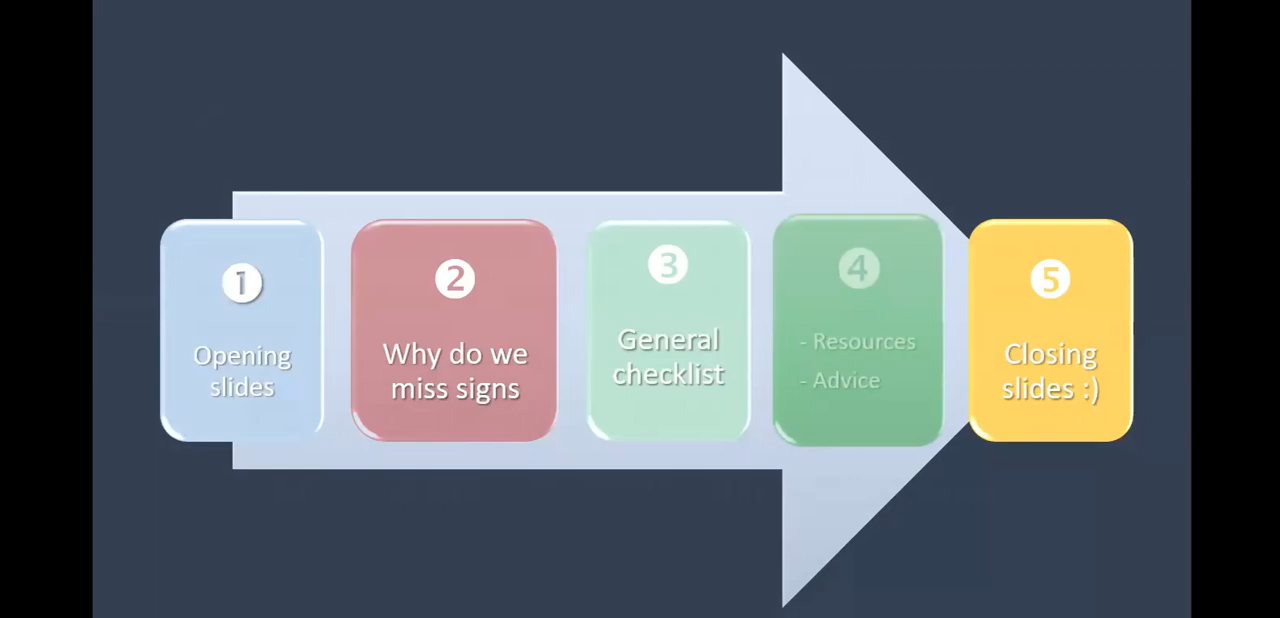 1
Opening
slides
2
Why do we
miss signs
3
General
checklist
4
- Resources
- Advice
5
Closing
slides :)